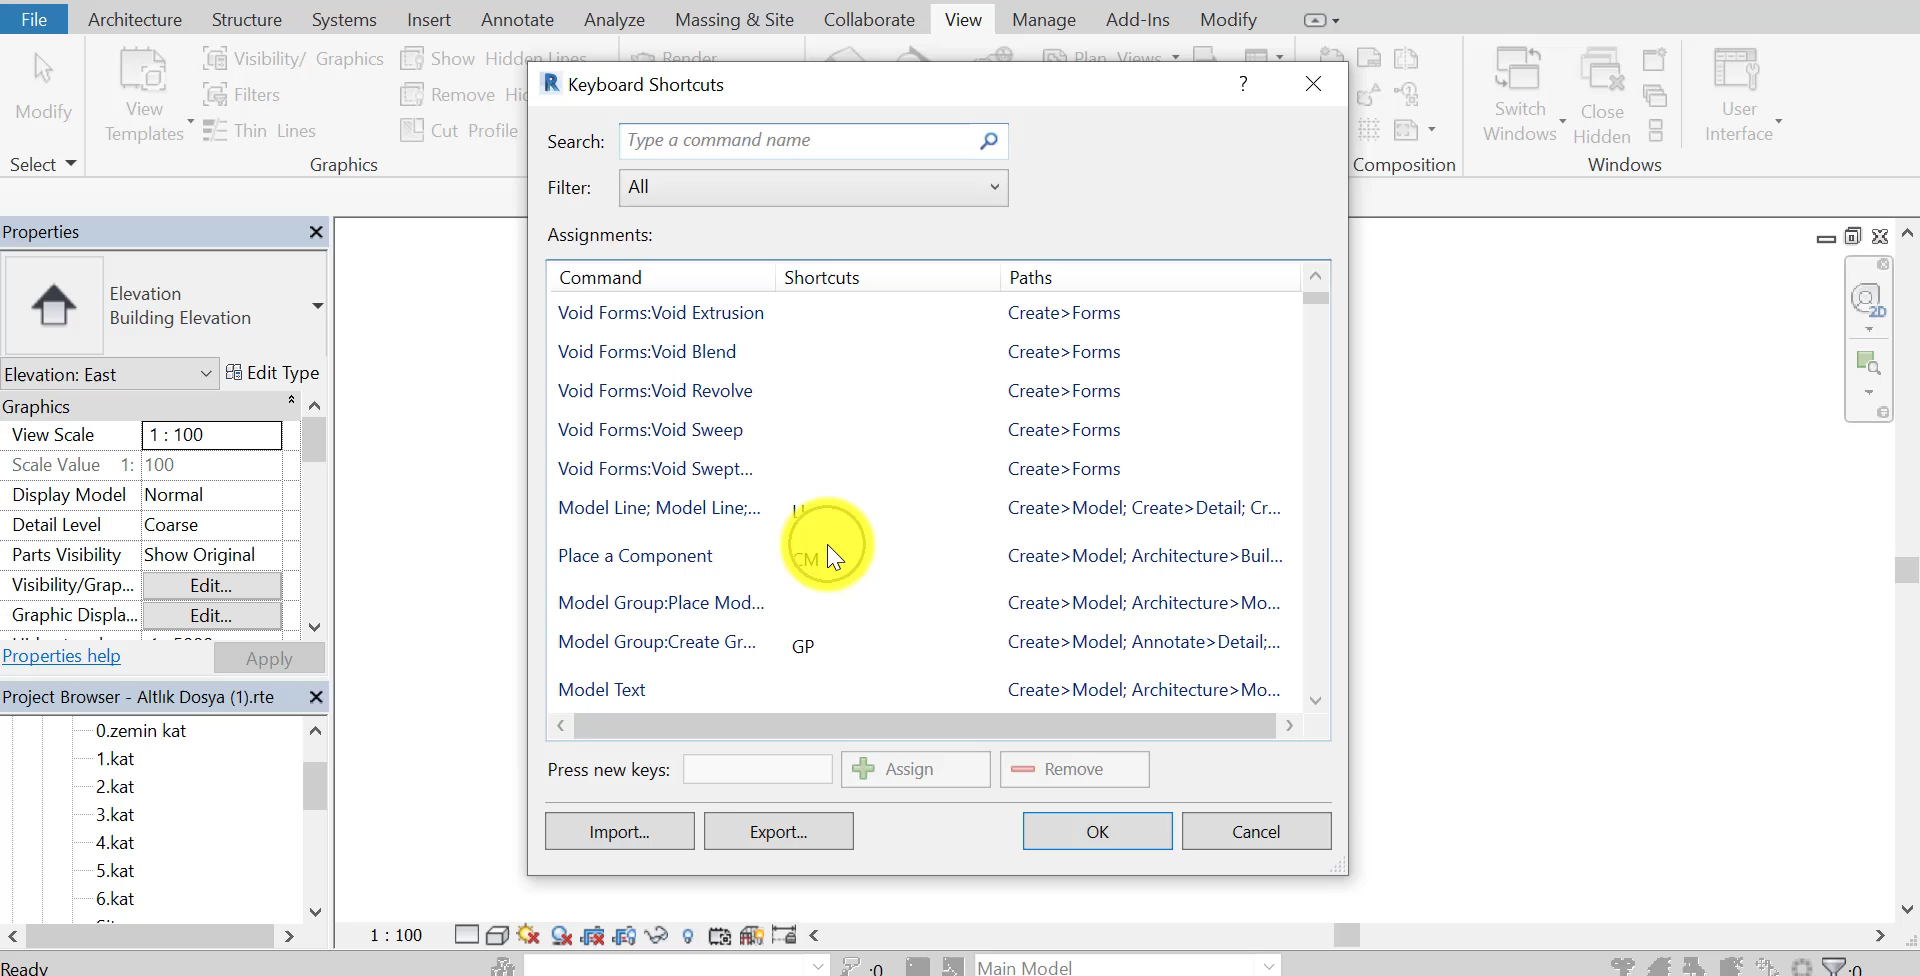 File Architecture Structure Systems Insert Annotate Analyze Massing & Site Collaborate View Manage Add-Ins Modify
Modify
Select
View
Templates
Visibility/ Graphics
Filters
Thin Lines
Show Hidden Lines
Remove
Cut Profile
Graphics
Render
Plan Views
Composition
Switch
Windows
Close
Hidden
User
Interface
Windows
Properties
Elevation
Building Elevation
Elevation: East
Edit Type
Graphics
View Scale 1 : 100
Scale Value 1: 100
Display Model Normal
Detail Level Coarse
Parts Visibility Show Original
Visibility/Grap... Edit...
Graphic Displa... Edit...
Properties help
Apply
Project Browser - Altlık Dosya (1).rte
0.zemin kat
1.kat
2.kat
3.kat
4.kat
5.kat
6.kat
R Keyboard Shortcuts ?
Search: Type a command name
Filter: All
Assignments:
Command Shortcuts Paths
Void Forms:Void Extrusion Create>Forms
Void Forms:Void Blend Create>Forms
Void Forms:Void Revolve Create>Forms
Void Forms:Void Sweep Create>Forms
Void Forms:Void Swept... Create>Forms
Model Line; Model Line;... Create>Model; Create>Detail; Cr...
Place a Component CM Create>Model; Architecture>Buil...
Model Group:Place Mod... Create>Model; Architecture>Mo...
Model Group:Create Gr... GP Create>Model; Annotate>Detail;...
Model Text Create>Model; Architecture>Mo...
Press new keys: Assign Remove
Import... Export... OK Cancel
2D
1 : 100
Ready
:0
Main Model
:0